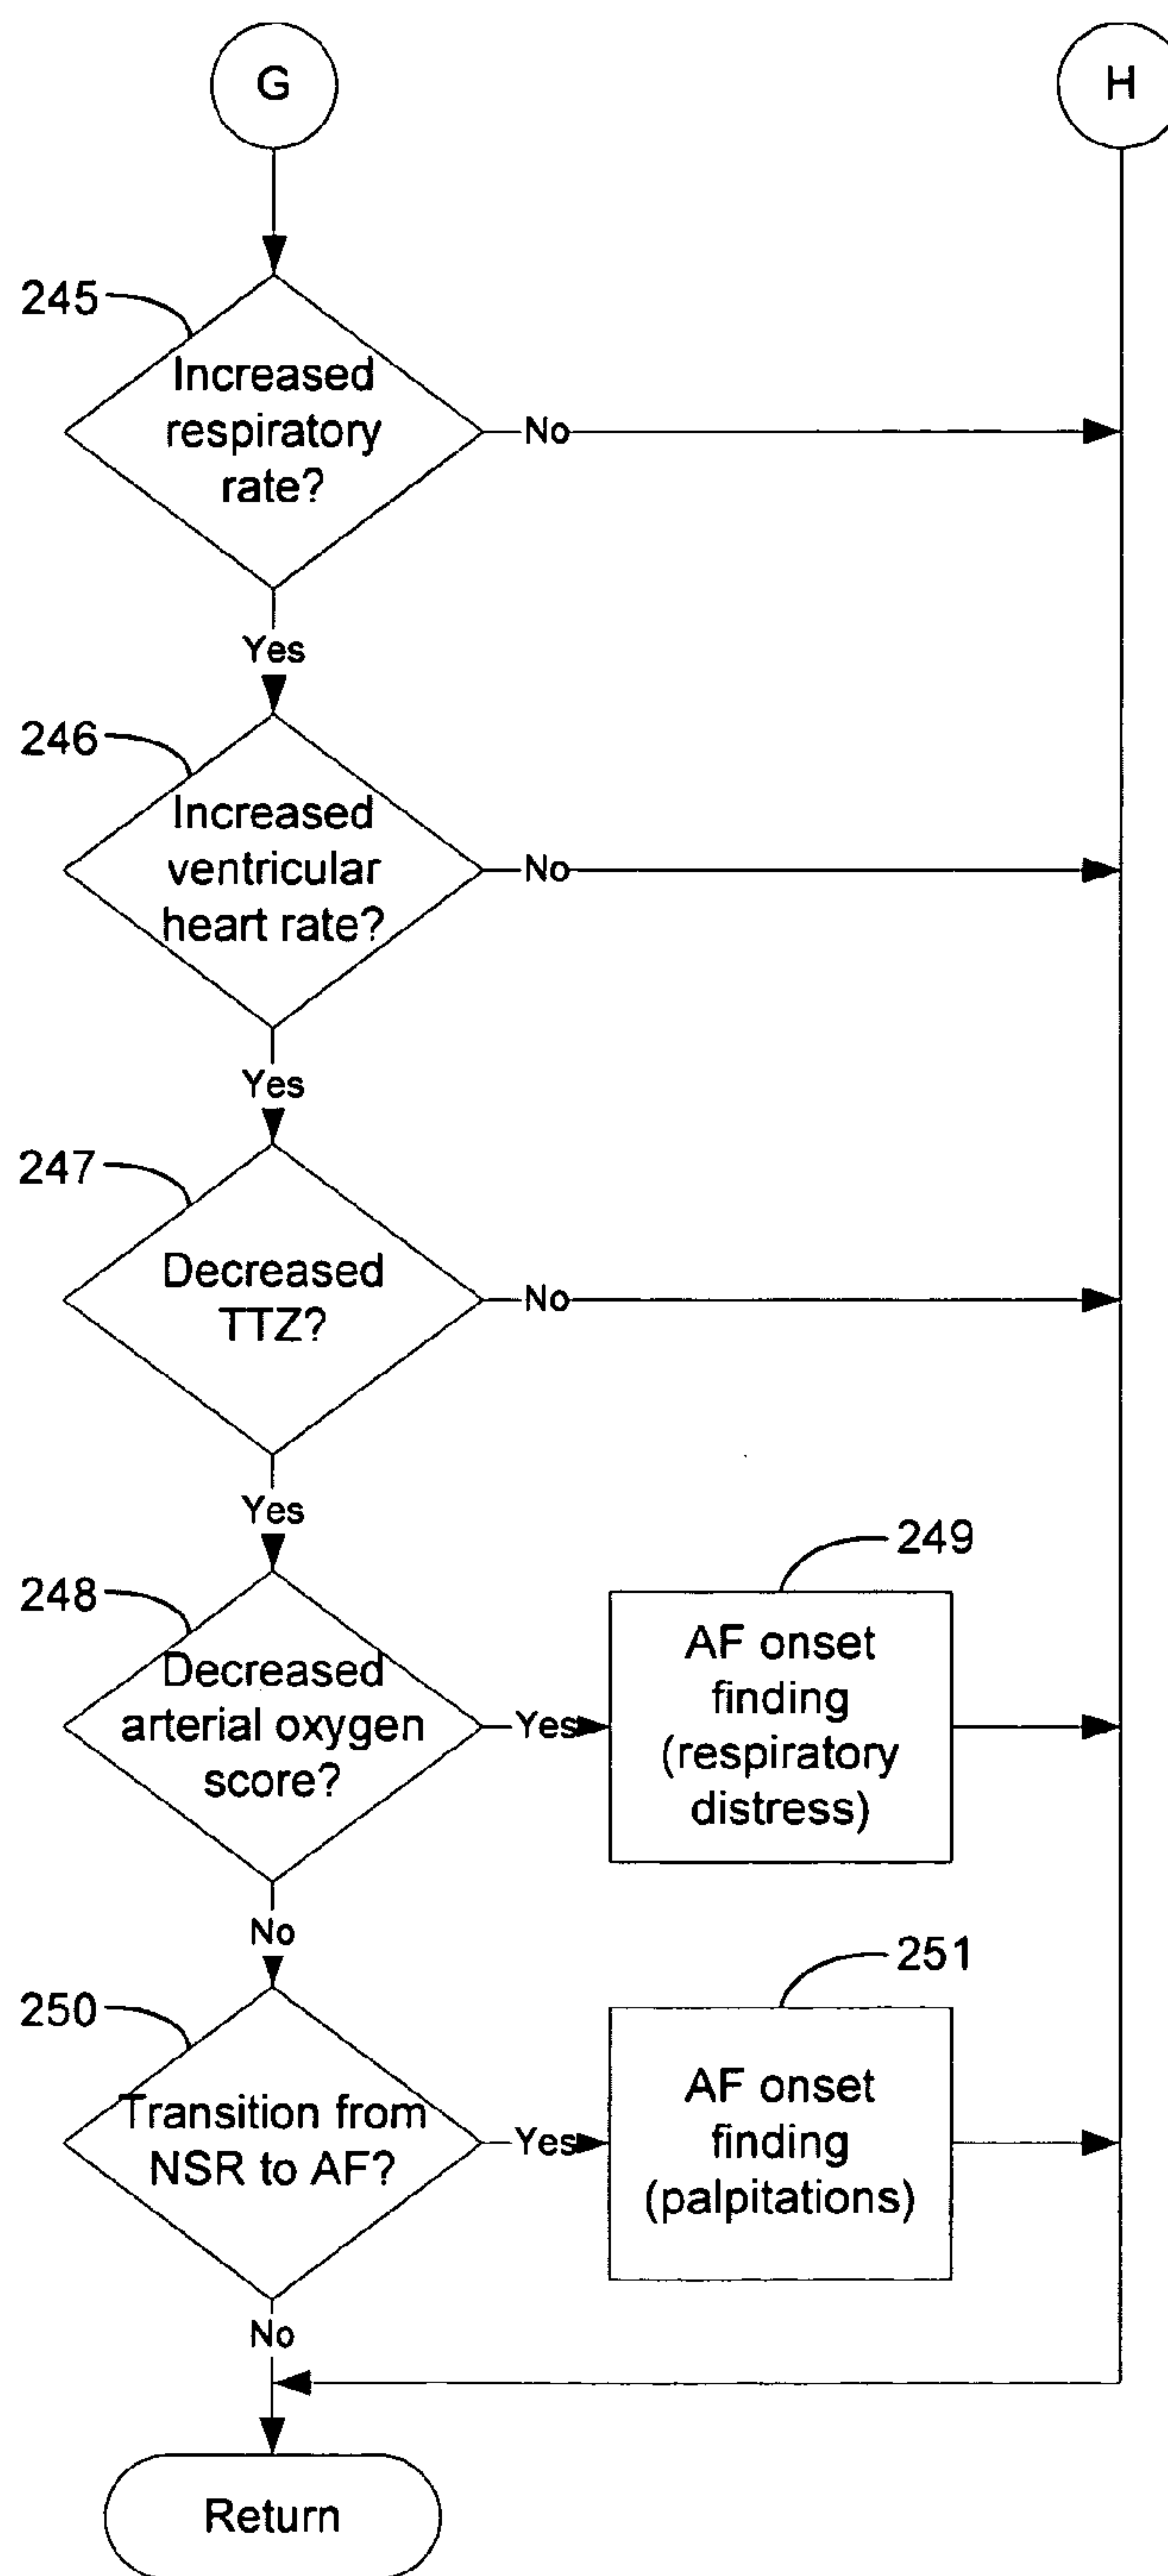 G
H
245
Increased
respiratory
rate?
No
Yes
246
Increased
ventricular
heart rate?
No
Yes
247
Decreased
TTZ?
No
Yes
248
Decreased
arterial oxygen
score?
Yes
249
AF onset
finding
(respiratory
distress)
No
250
Transition from
NSR to AF?
Yes
251
AF onset
finding
(palpitations)
No
Return